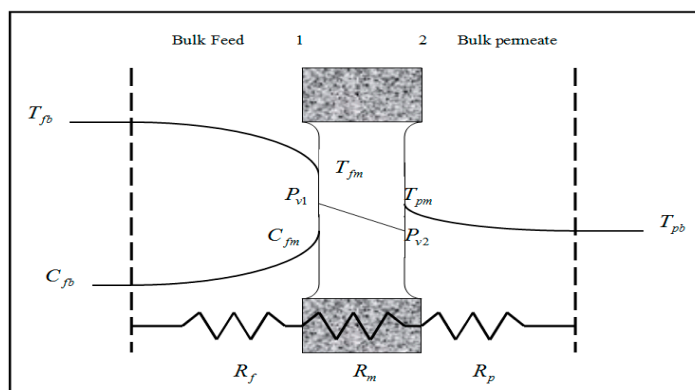 Bulk Feed 1 2 Bulk permeate
T_fb
T_fm
P_v1 T_pm
C_fm P_v2 T_pb
C_fb
R_f R_m R_p